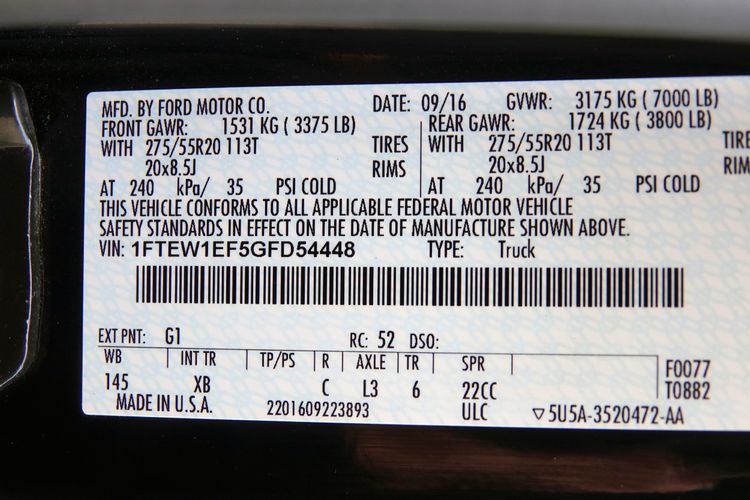 MFD. BY FORD MOTOR CO. DATE: 09/16 GVWR: 3175 KG ( 7000 LB)
FRONT GAWR: 1531 KG ( 3375 LB) REAR GAWR: 1724 KG ( 3800 LB)
WITH 275/55R20 113T TIRES WITH 275/55R20 113T TIRE
20x8.5J RIMS 20x8.5J RIM
AT 240 kPa/ 35 PSI COLD AT 240 kPa/ 35 PSI COLD
THIS VEHICLE CONFORMS TO ALL APPLICABLE FEDERAL MOTOR VEHICLE
SAFETY STANDARDS IN EFFECT ON THE DATE OF MANUFACTURE SHOWN ABOVE.
VIN: 1FTEW1EF5GFD54448 TYPE: Truck
EXT PNT: G1 RC: 52 DSO:
WB INT TR TP/PS R AXLE TR SPR F0077
145 XB C L3 6 22CC T0882
MADE IN U.S.A. 2201609223893 ULC ▽5U5A-3520472-AA